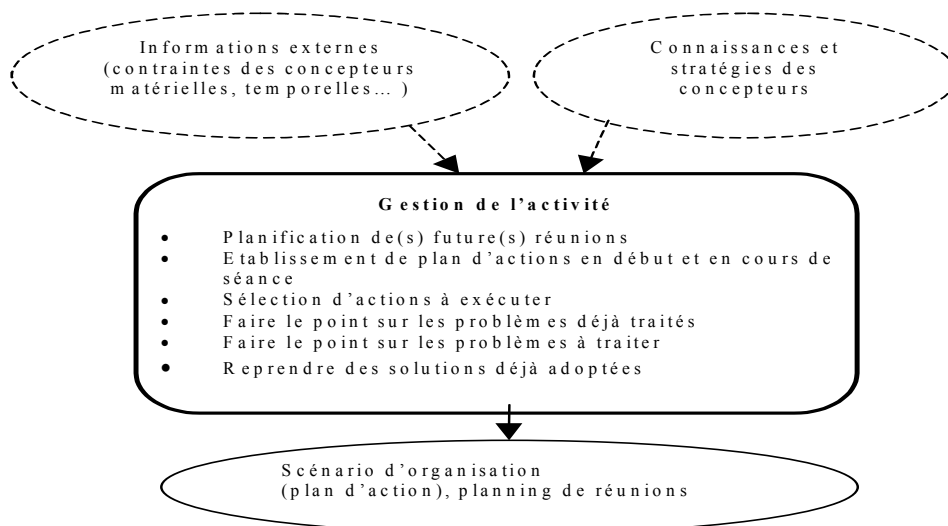 Informations externes
(contraintes des concepteurs
matérielles, temporelles… )
Connaissances et
stratégies des
concepteurs
Gestion de l'activité
• Planification de(s) future(s) réunions
• Etablissement de plan d'actions en début et en cours de
séance
• Sélection d'actions à exécuter
• Faire le point sur les problèmes déjà traités
• Faire le point sur les problèmes à traiter
• Reprendre des solutions déjà adoptées
Scénario d'organisation
(plan d'action), planning de réunions